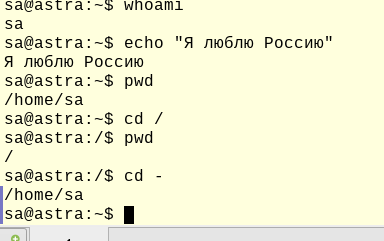 sa@astra:~$ whoami
sa
sa@astra:~$ echo "Я люблю Россию"
Я люблю Россию
sa@astra:~$ pwd
/home/sa
sa@astra:~$ cd /
sa@astra:/$ pwd
/
sa@astra:/$ cd -
/home/sa
sa@astra:~$